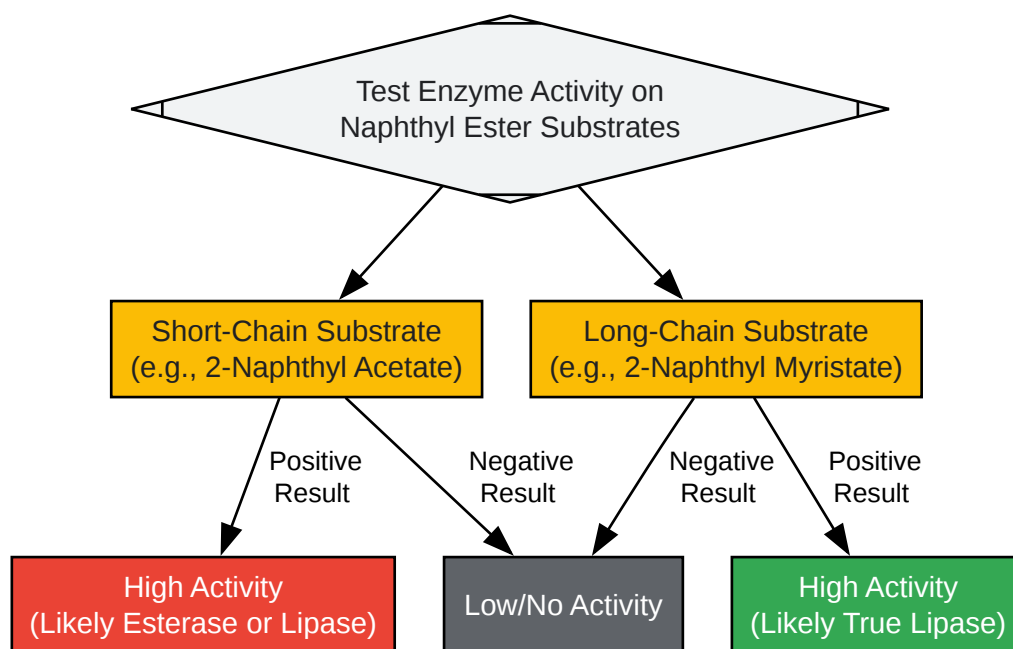 Test Enzyme Activity on
Naphthyl Ester Substrates
Short-Chain Substrate
(e.g., 2-Naphthyl Acetate)
Long-Chain Substrate
(e.g., 2-Naphthyl Myristate)
Positive
Result
Negative
Result
Negative
Result
Positive
Result
High Activity
(Likely Esterase or Lipase)
Low/No Activity
High Activity
(Likely True Lipase)